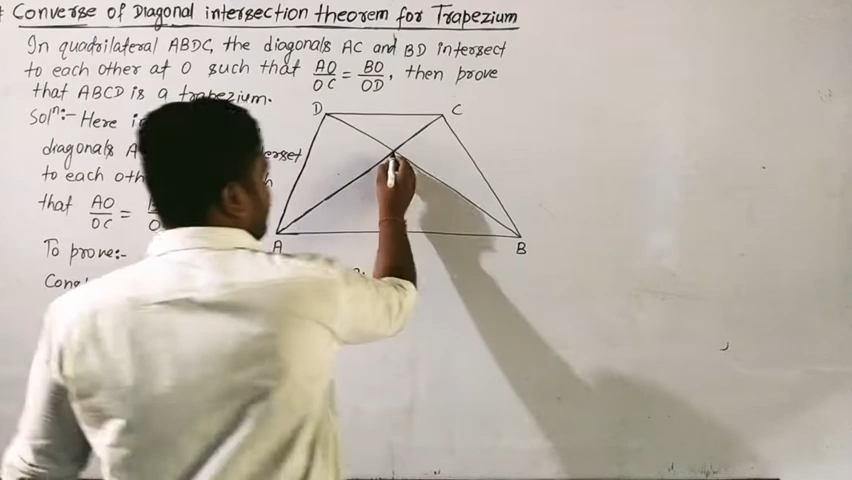 Converse of Diagonal intersection theorem for Trapezium
In quadrilateral ABDC, the diagonals AC and BD intersect
to each other at O such that AO/OC = BO/OD, then prove
that ABCD is a trapezium.
Solⁿ:- Here
diagonals
to each
that AO/OC =
To prove:-
D
C
A
B